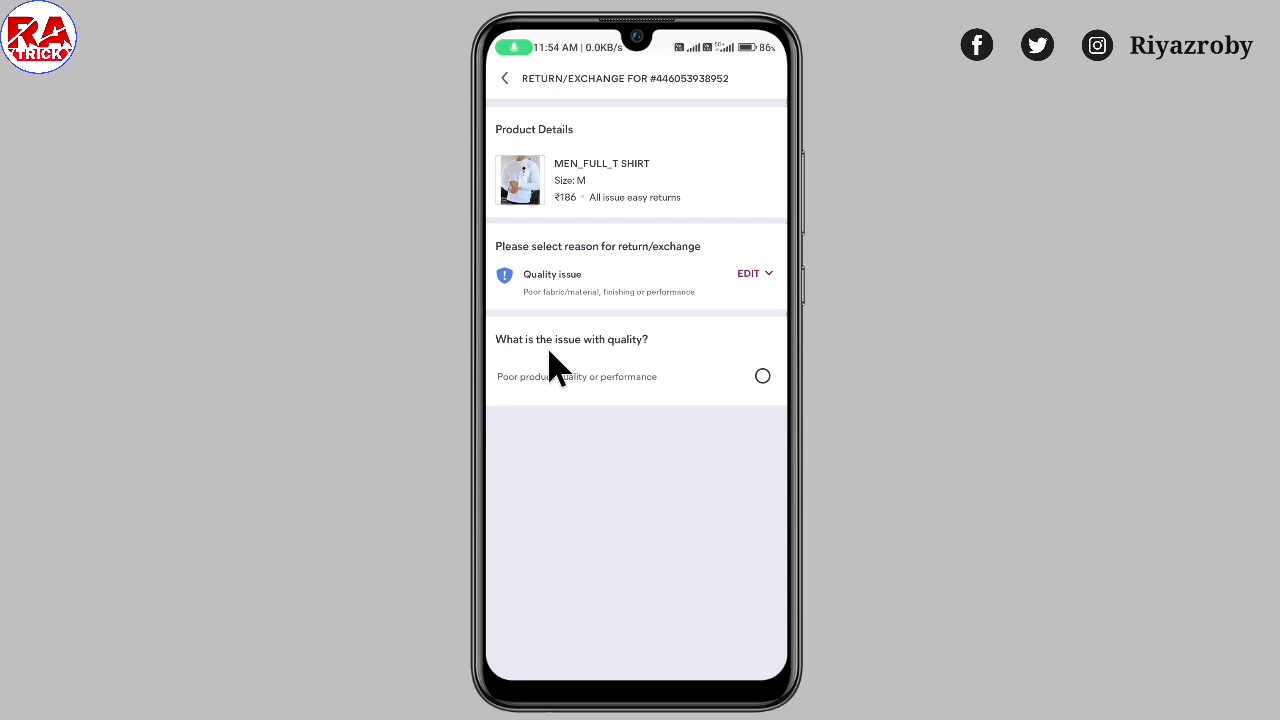 RA
TRICKY
Riyazroby
11:54 AM | 0.0KB/s
86%
RETURN/EXCHANGE FOR #446053938952
Product Details
MEN_FULL_T SHIRT
Size: M
₹186 • All issue easy returns
Please select reason for return/exchange
Quality issue
EDIT
Poor fabric/material, finishing or performance
What is the issue with quality?
Poor product quality or performance